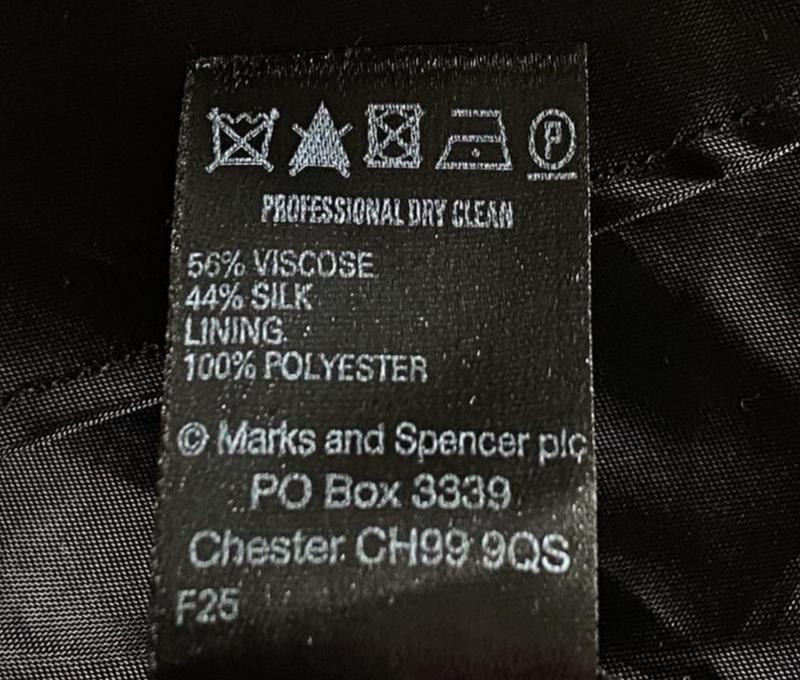 P
PROFESSIONAL DRY CLEAN
56% VISCOSE
44% SILK
LINING
100% POLYESTER
© Marks and Spencer plc
PO Box 3339
Chester CH99 9QS
F25